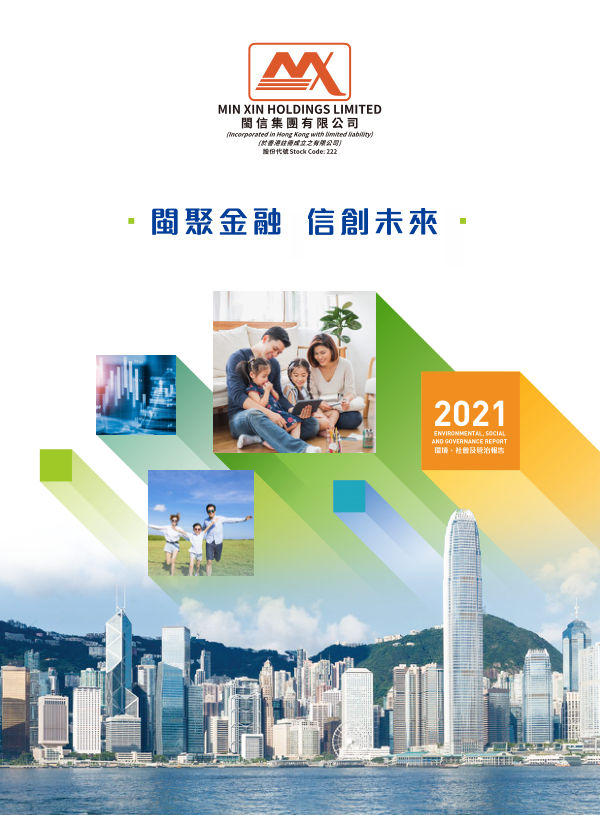 MIN XIN HOLDINGS LIMITED
閩信集團有限公司
(Incorporated in Hong Kong with limited liability)
(於香港註冊成立之有限公司)
股份代號 Stock Code: 222
閩聚金融 信創未來
2021
ENVIRONMENTAL, SOCIAL
AND GOVERNANCE REPORT
環境、社會及管治報告